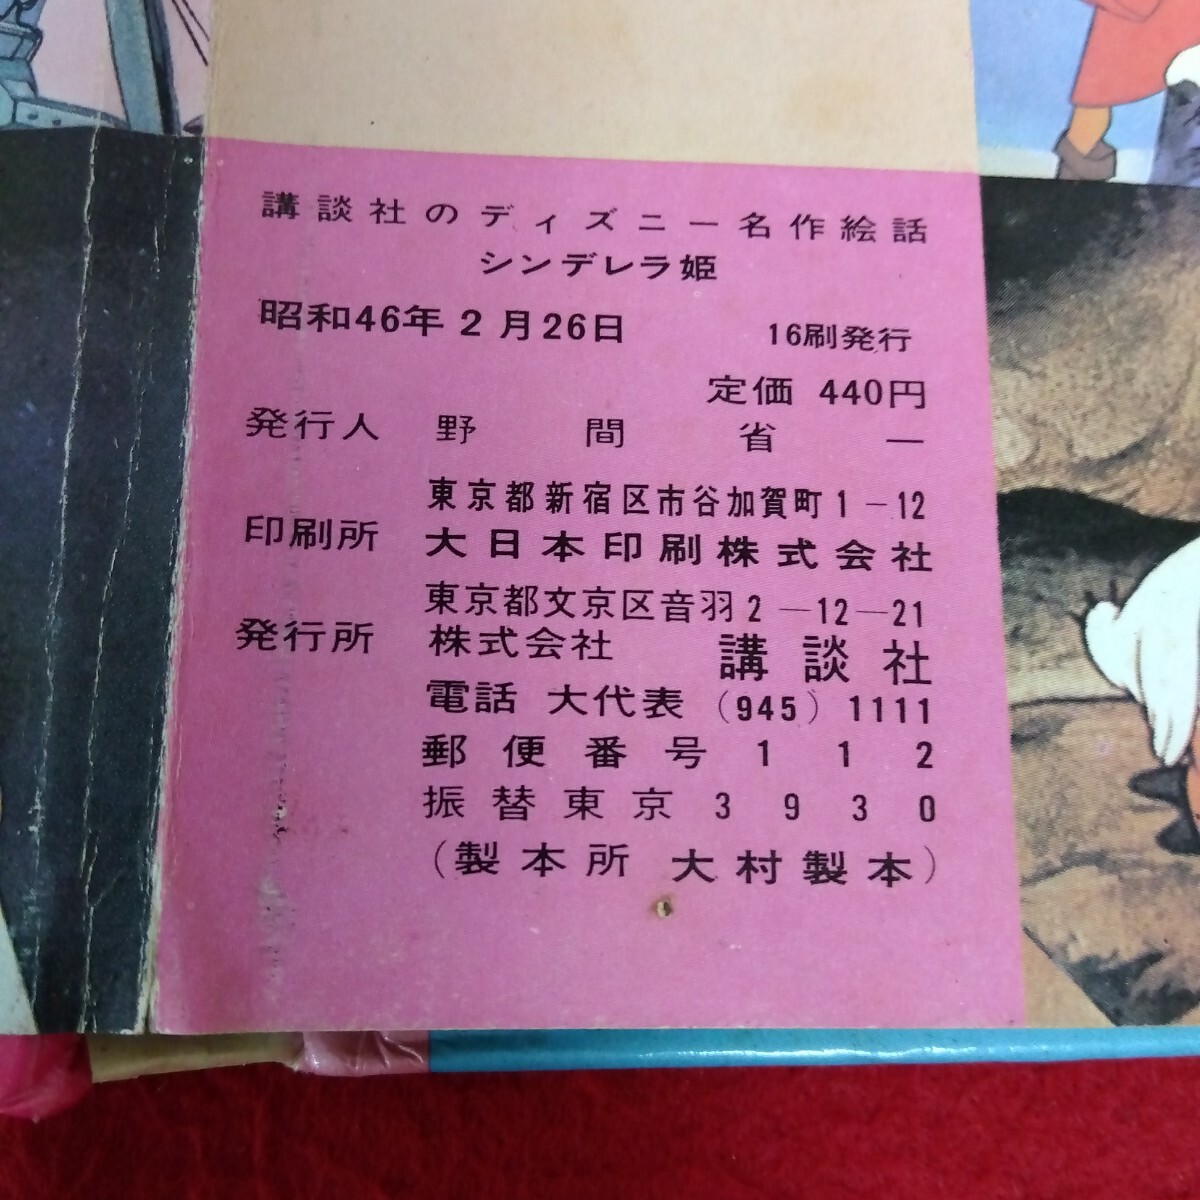 講談社のディズニー名作絵話
シンデレラ姫
昭和46年2月26日 16刷発行
定価 440円
発行人 野間省一
東京都新宿区市谷加賀町1-12
印刷所 大日本印刷株式会社
東京都文京区音羽2-12-21
発行所 株式会社 講談社
電話 大代表 (945) 1111
郵便番号 112
振替東京3930
(製本所 大村製本)